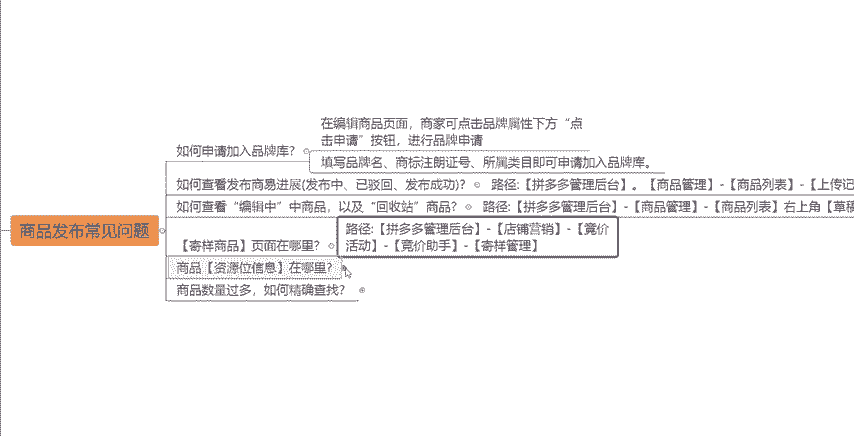 在编辑商品页面，商家可点击品牌属性下方“点
击申请”按钮，进行品牌申请
如何申请加入品牌库？
填写品牌名、商标注朗证号、所属类目即可申请加入品牌库。
如何查看发布商易进展(发布中、已驳回、发布成功)？
路径:【拼多多管理后台】。【商品管理】-【商品列表】-【上传记
如何查看“编辑中”中商品，以及“回收站”商品？
路径:【拼多多管理后台】-【商品管理】-【商品列表】右上角【草稿
商品发布常见问题
路径:【拼多多管理后台】-【店铺营销】-【竟价
活动】-【竟价助手】-【寄样管理】
【寄样商品】页面在哪里？
商品【资源位信息】在哪里？
商品数量过多，如何精确查找？